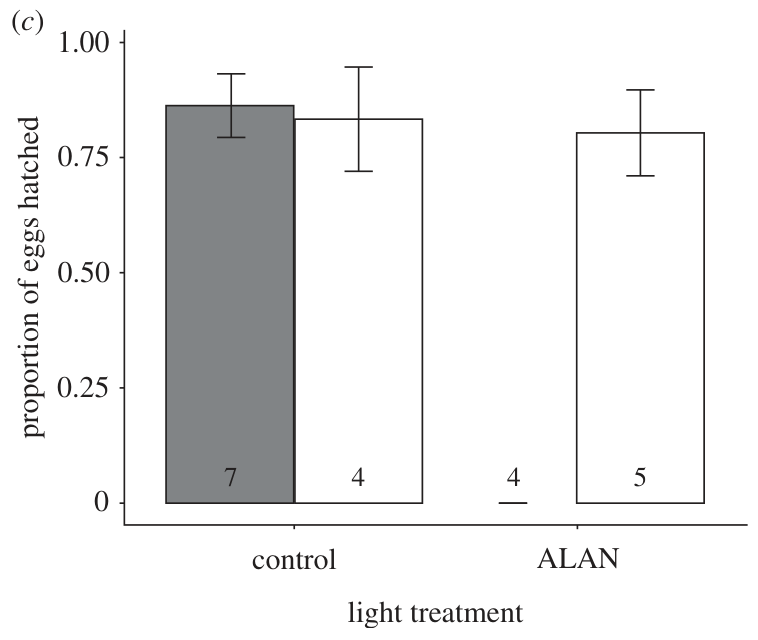 (c)
1.00
0.75
0.50
0.25
0
proportion of eggs hatched
7 4 4 5
control ALAN
light treatment